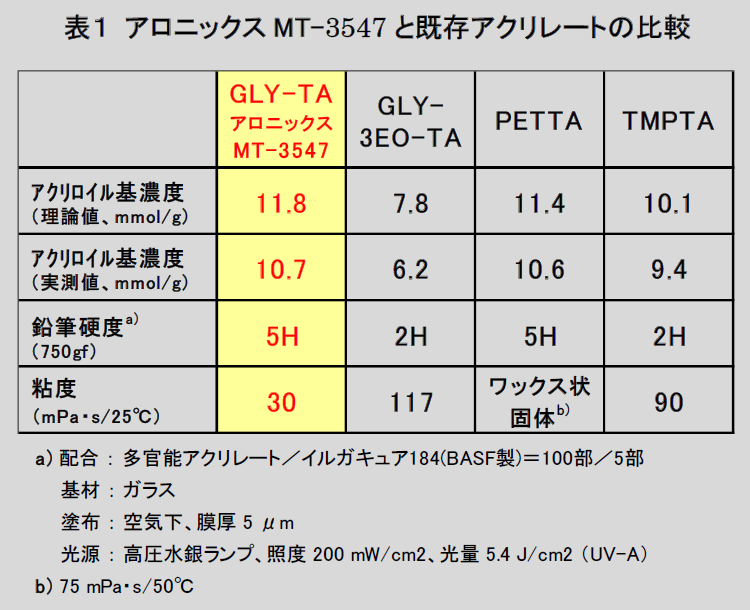 表1 アロニックス MT-3547 と既存アクリレートの比較
GLY-TA
アロニックス
MT-3547
GLY-
3EO-TA
PETTA
TMPTA
アクリロイル基濃度
(理論値、mmol/g)
11.8
7.8
11.4
10.1
アクリロイル基濃度
(実測値、mmol/g)
10.7
6.2
10.6
9.4
鉛筆硬度a)
(750gf)
5H
2H
5H
2H
粘度
(mPa・s/25℃)
30
117
ワックス状
固体b)
90
a) 配合 : 多官能アクリレート／イルガキュア184(BASF製)＝100部／5部
基材 : ガラス
塗布 : 空気下、膜厚 5 μm
光源 : 高圧水銀ランプ、照度 200 mW/cm2、光量 5.4 J/cm2 (UV-A)
b) 75 mPa・s/50℃